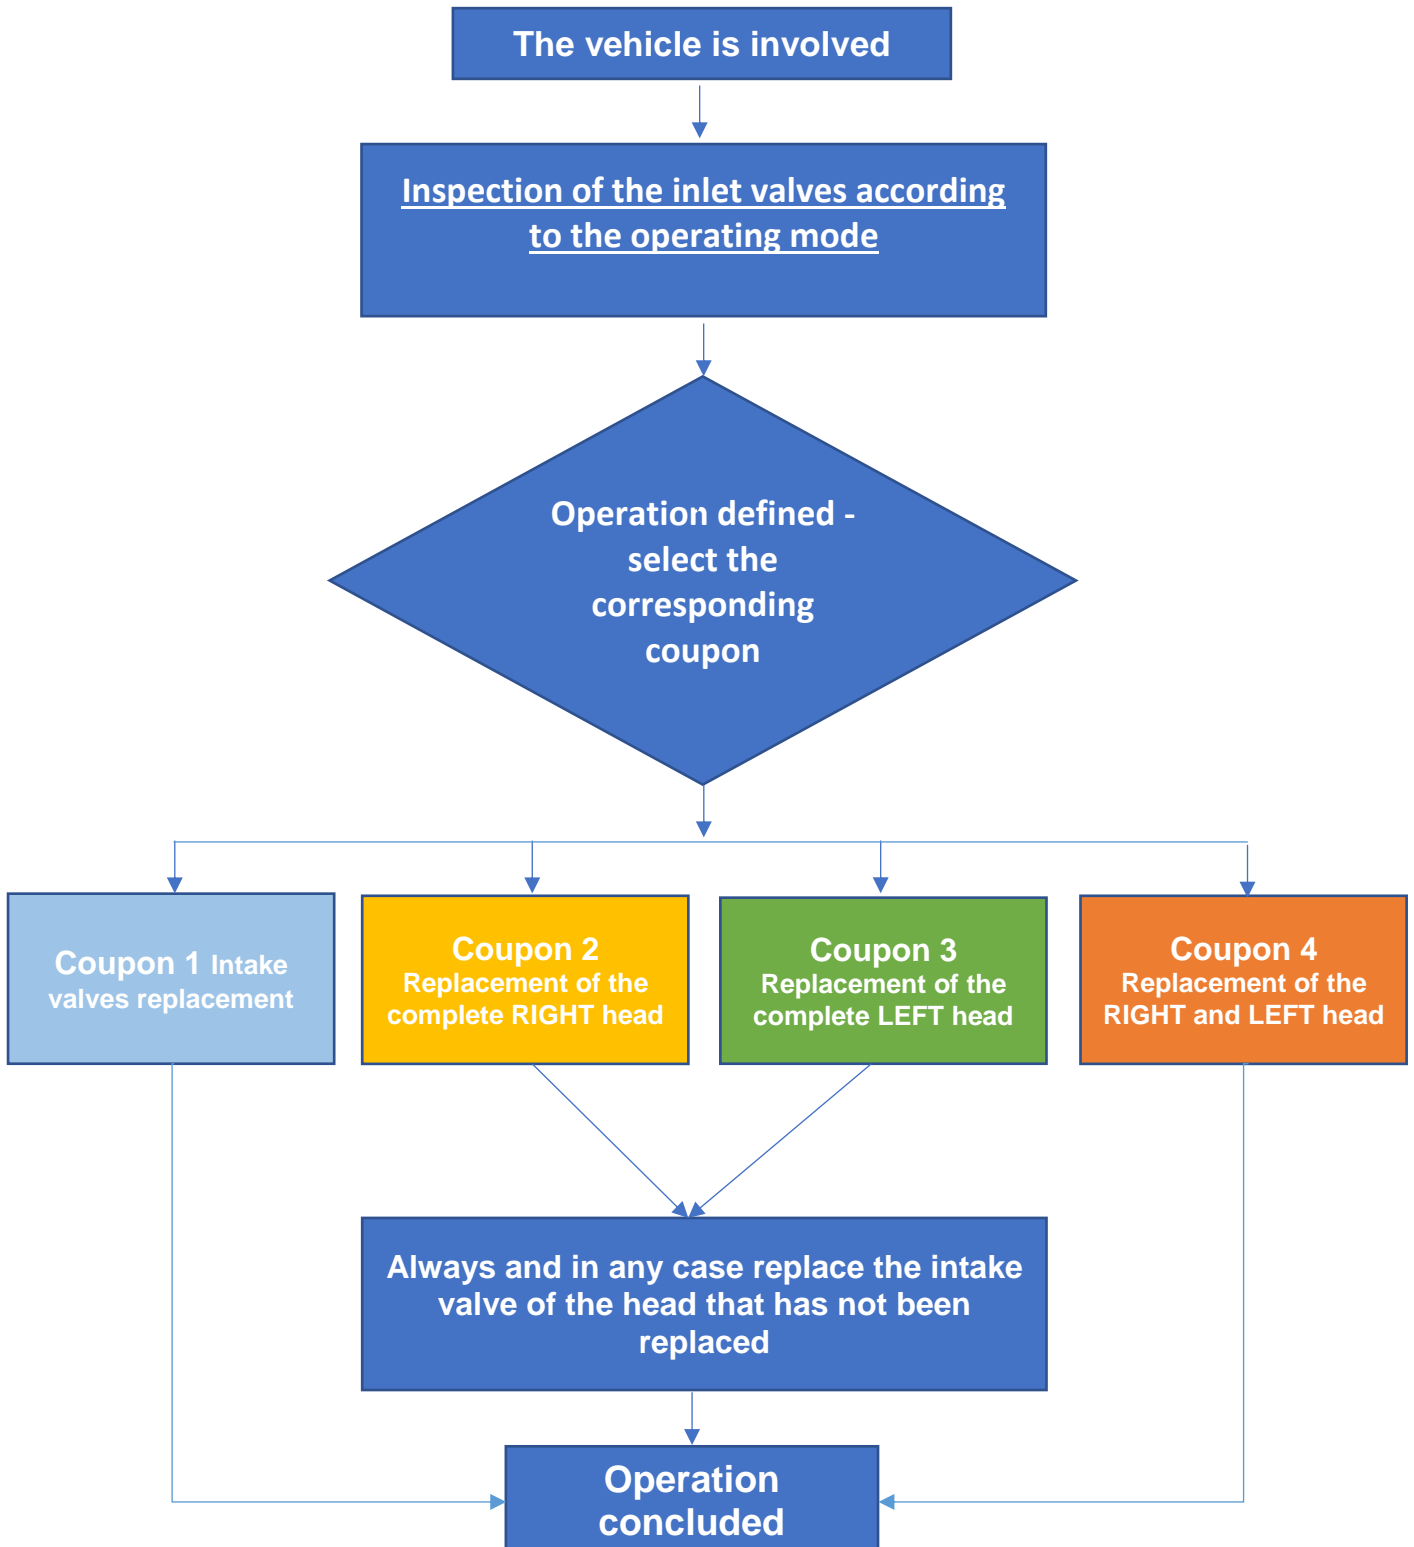 The vehicle is involved
Inspection of the inlet valves according
to the operating mode
Operation defined -
select the
corresponding
coupon
Coupon 1 Intake
valves replacement
Coupon 2
Replacement of the
complete RIGHT head
Coupon 3
Replacement of the
complete LEFT head
Coupon 4
Replacement of the
RIGHT and LEFT head
Always and in any case replace the intake
valve of the head that has not been
replaced
Operation
concluded